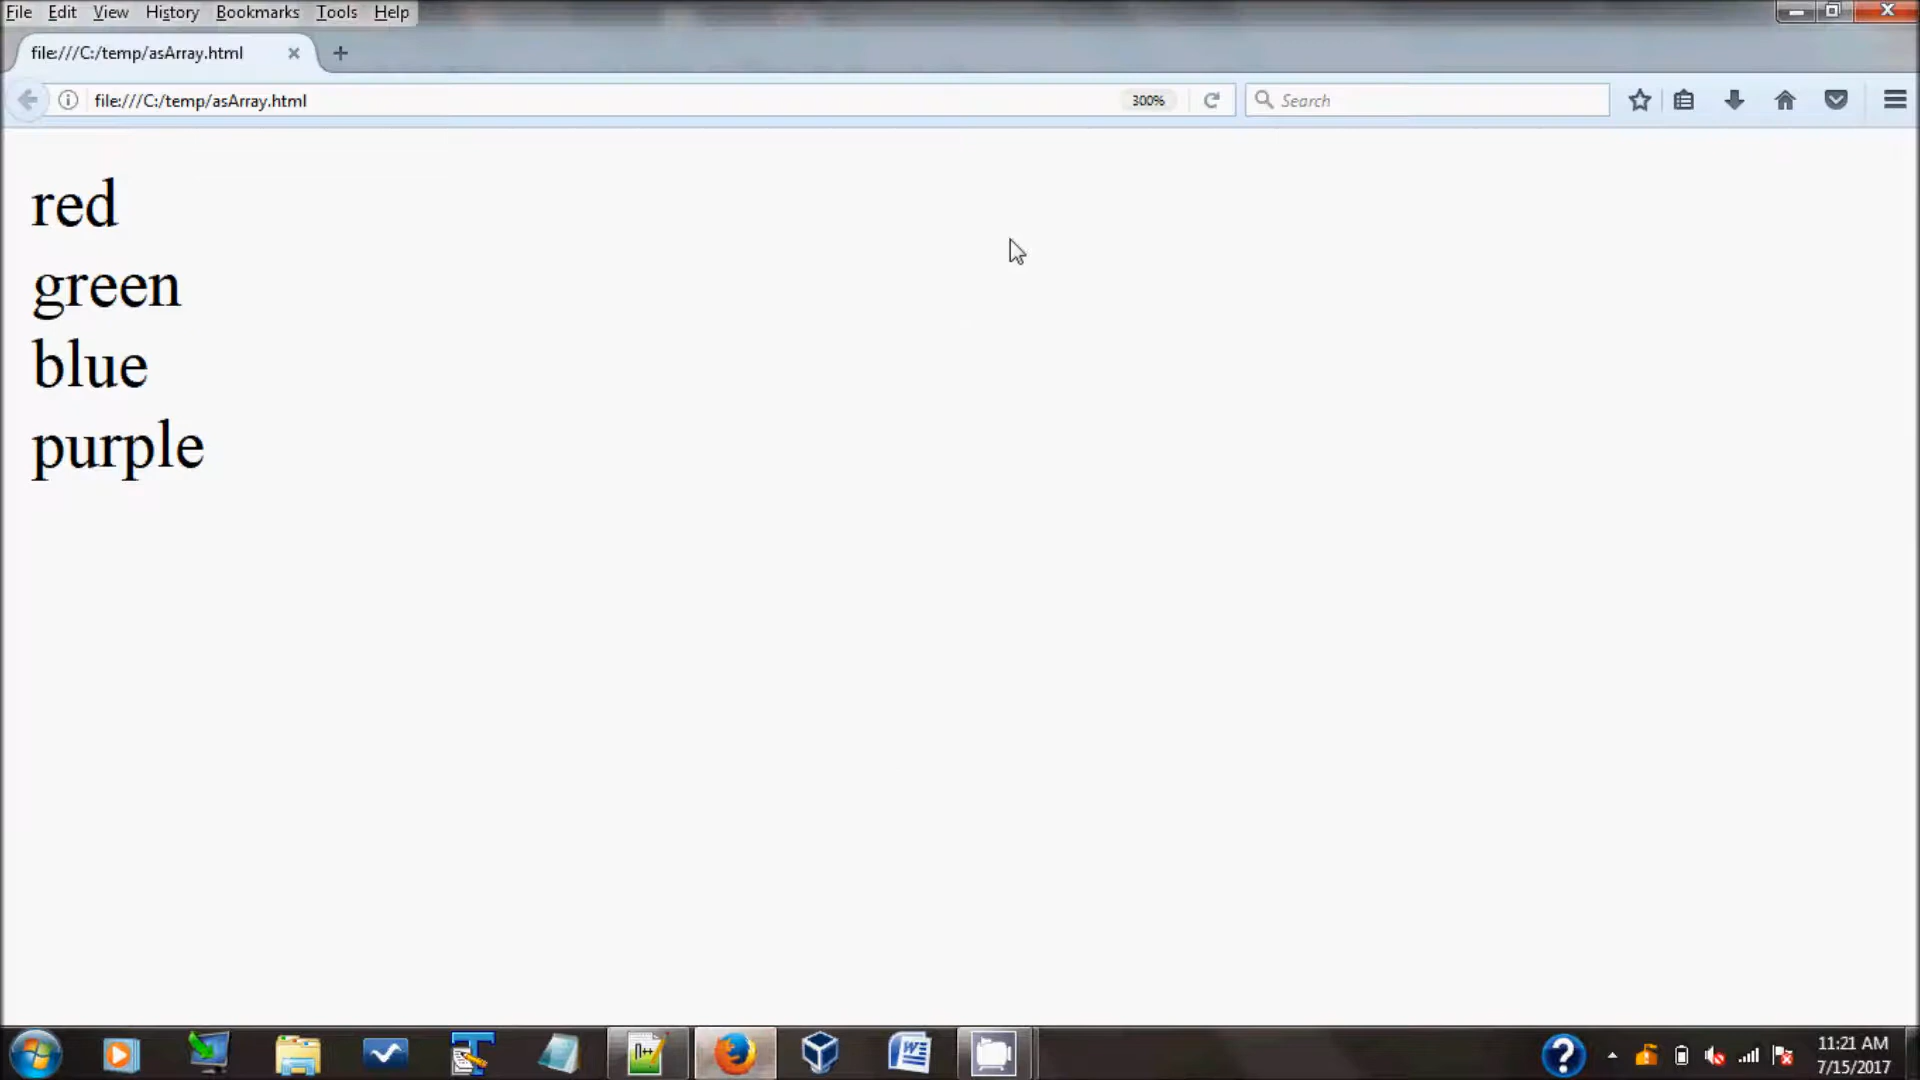 File Edit View History Bookmarks Tools Help
file:///C:/temp/asArray.html
file:///C:/temp/asArray.html 300% Search
red
green
blue
purple
11:21 AM
7/15/2017